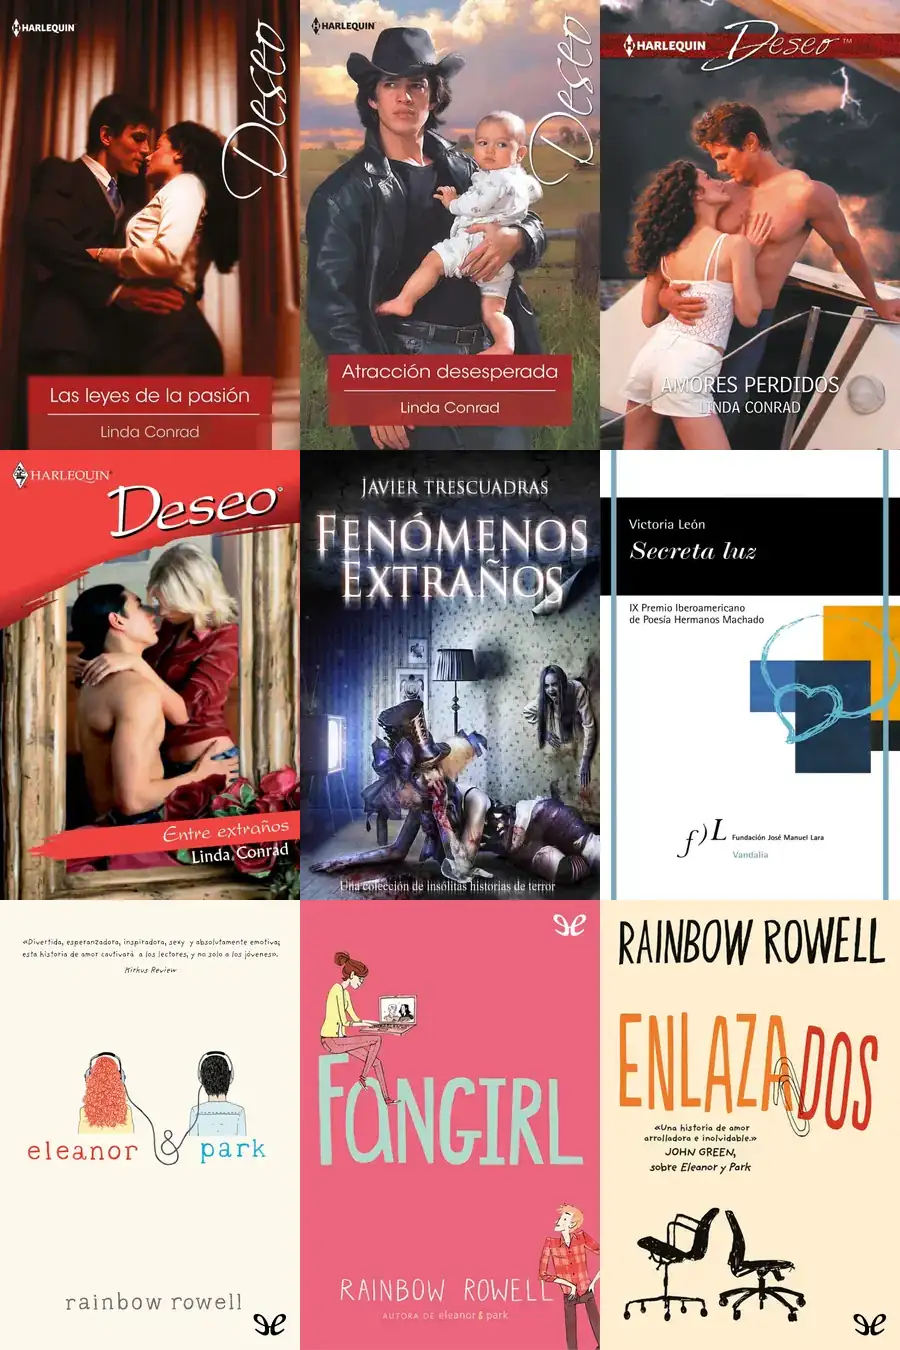 HARLEQUIN
Deseo
Las leyes de la pasión
Linda Conrad
HARLEQUIN
Deseo
Atracción desesperada
Linda Conrad
HARLEQUIN Deseo™
AMORES PERDIDOS
LINDA CONRAD
HARLEQUIN®
Deseo®
Entre extraños
Linda Conrad
JAVIER TRESCUADRAS
FENÓMENOS
EXTRAÑOS
Una colección de insólitas historias de terror
Victoria León
Secreta luz
IX Premio Iberoamericano
de Poesía Hermanos Machado
f)L Fundación José Manuel Lara
Vandalia
«Divertida, esperanzadora, inspiradora, sexy y absolutamente emotiva;
esta historia de amor cautivará a los lectores, y no solo a los jóvenes».
Kirkus Review
eleanor & park
rainbow rowell
FANGIRL
RAINBOW ROWELL
AUTORA DE eleanor & park
RAINBOW ROWELL
ENLAZADOS
«Una historia de amor
arrolladora e inolvidable.»
JOHN GREEN,
sobre Eleanor y Park